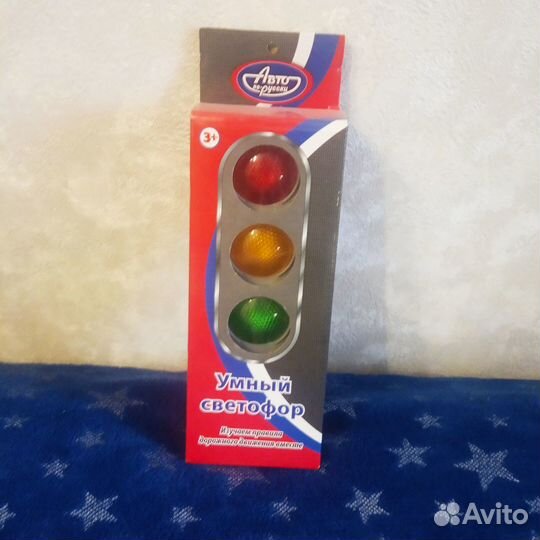 Авто
по-русски
3+
Умный
светофор
Изучаем правила
дорожного движения вместе
Avito